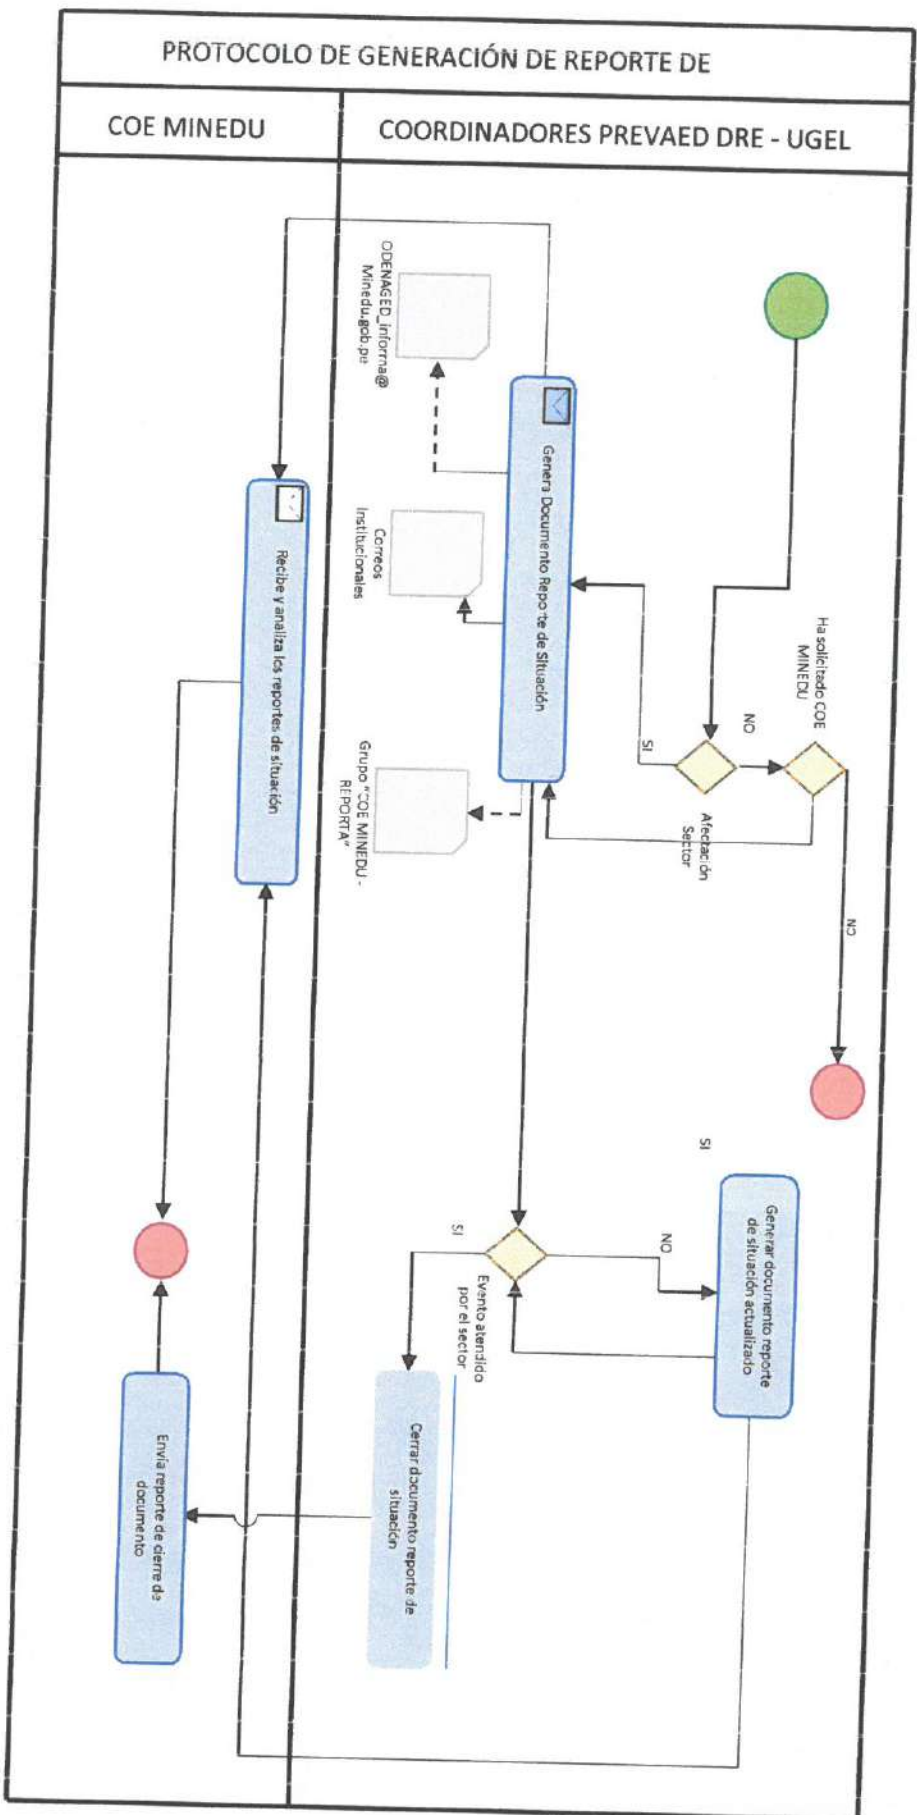 PROTOCOLO DE GENERACIÓN DE REPORTE DE
COE MINEDU
COORDINADORES PREVAED DRE - UGEL
Ha solicitado COE
MINEDU
NO
NO
SI
Afectación
Sector
Genera Documento Reporte de Situación
ODENAGED_informa@
Minedu.gob.pe
Correos
Institucionales
Grupo "COE MINEDU -
REPORTA"
SI
Generar documento reporte
de situación actualizado
NO
SI
Evento atendido
por el sector
Cerrar documento reporte de
situación
Recibe y analiza los reportes de situación
Envía reporte de cierre de
documento